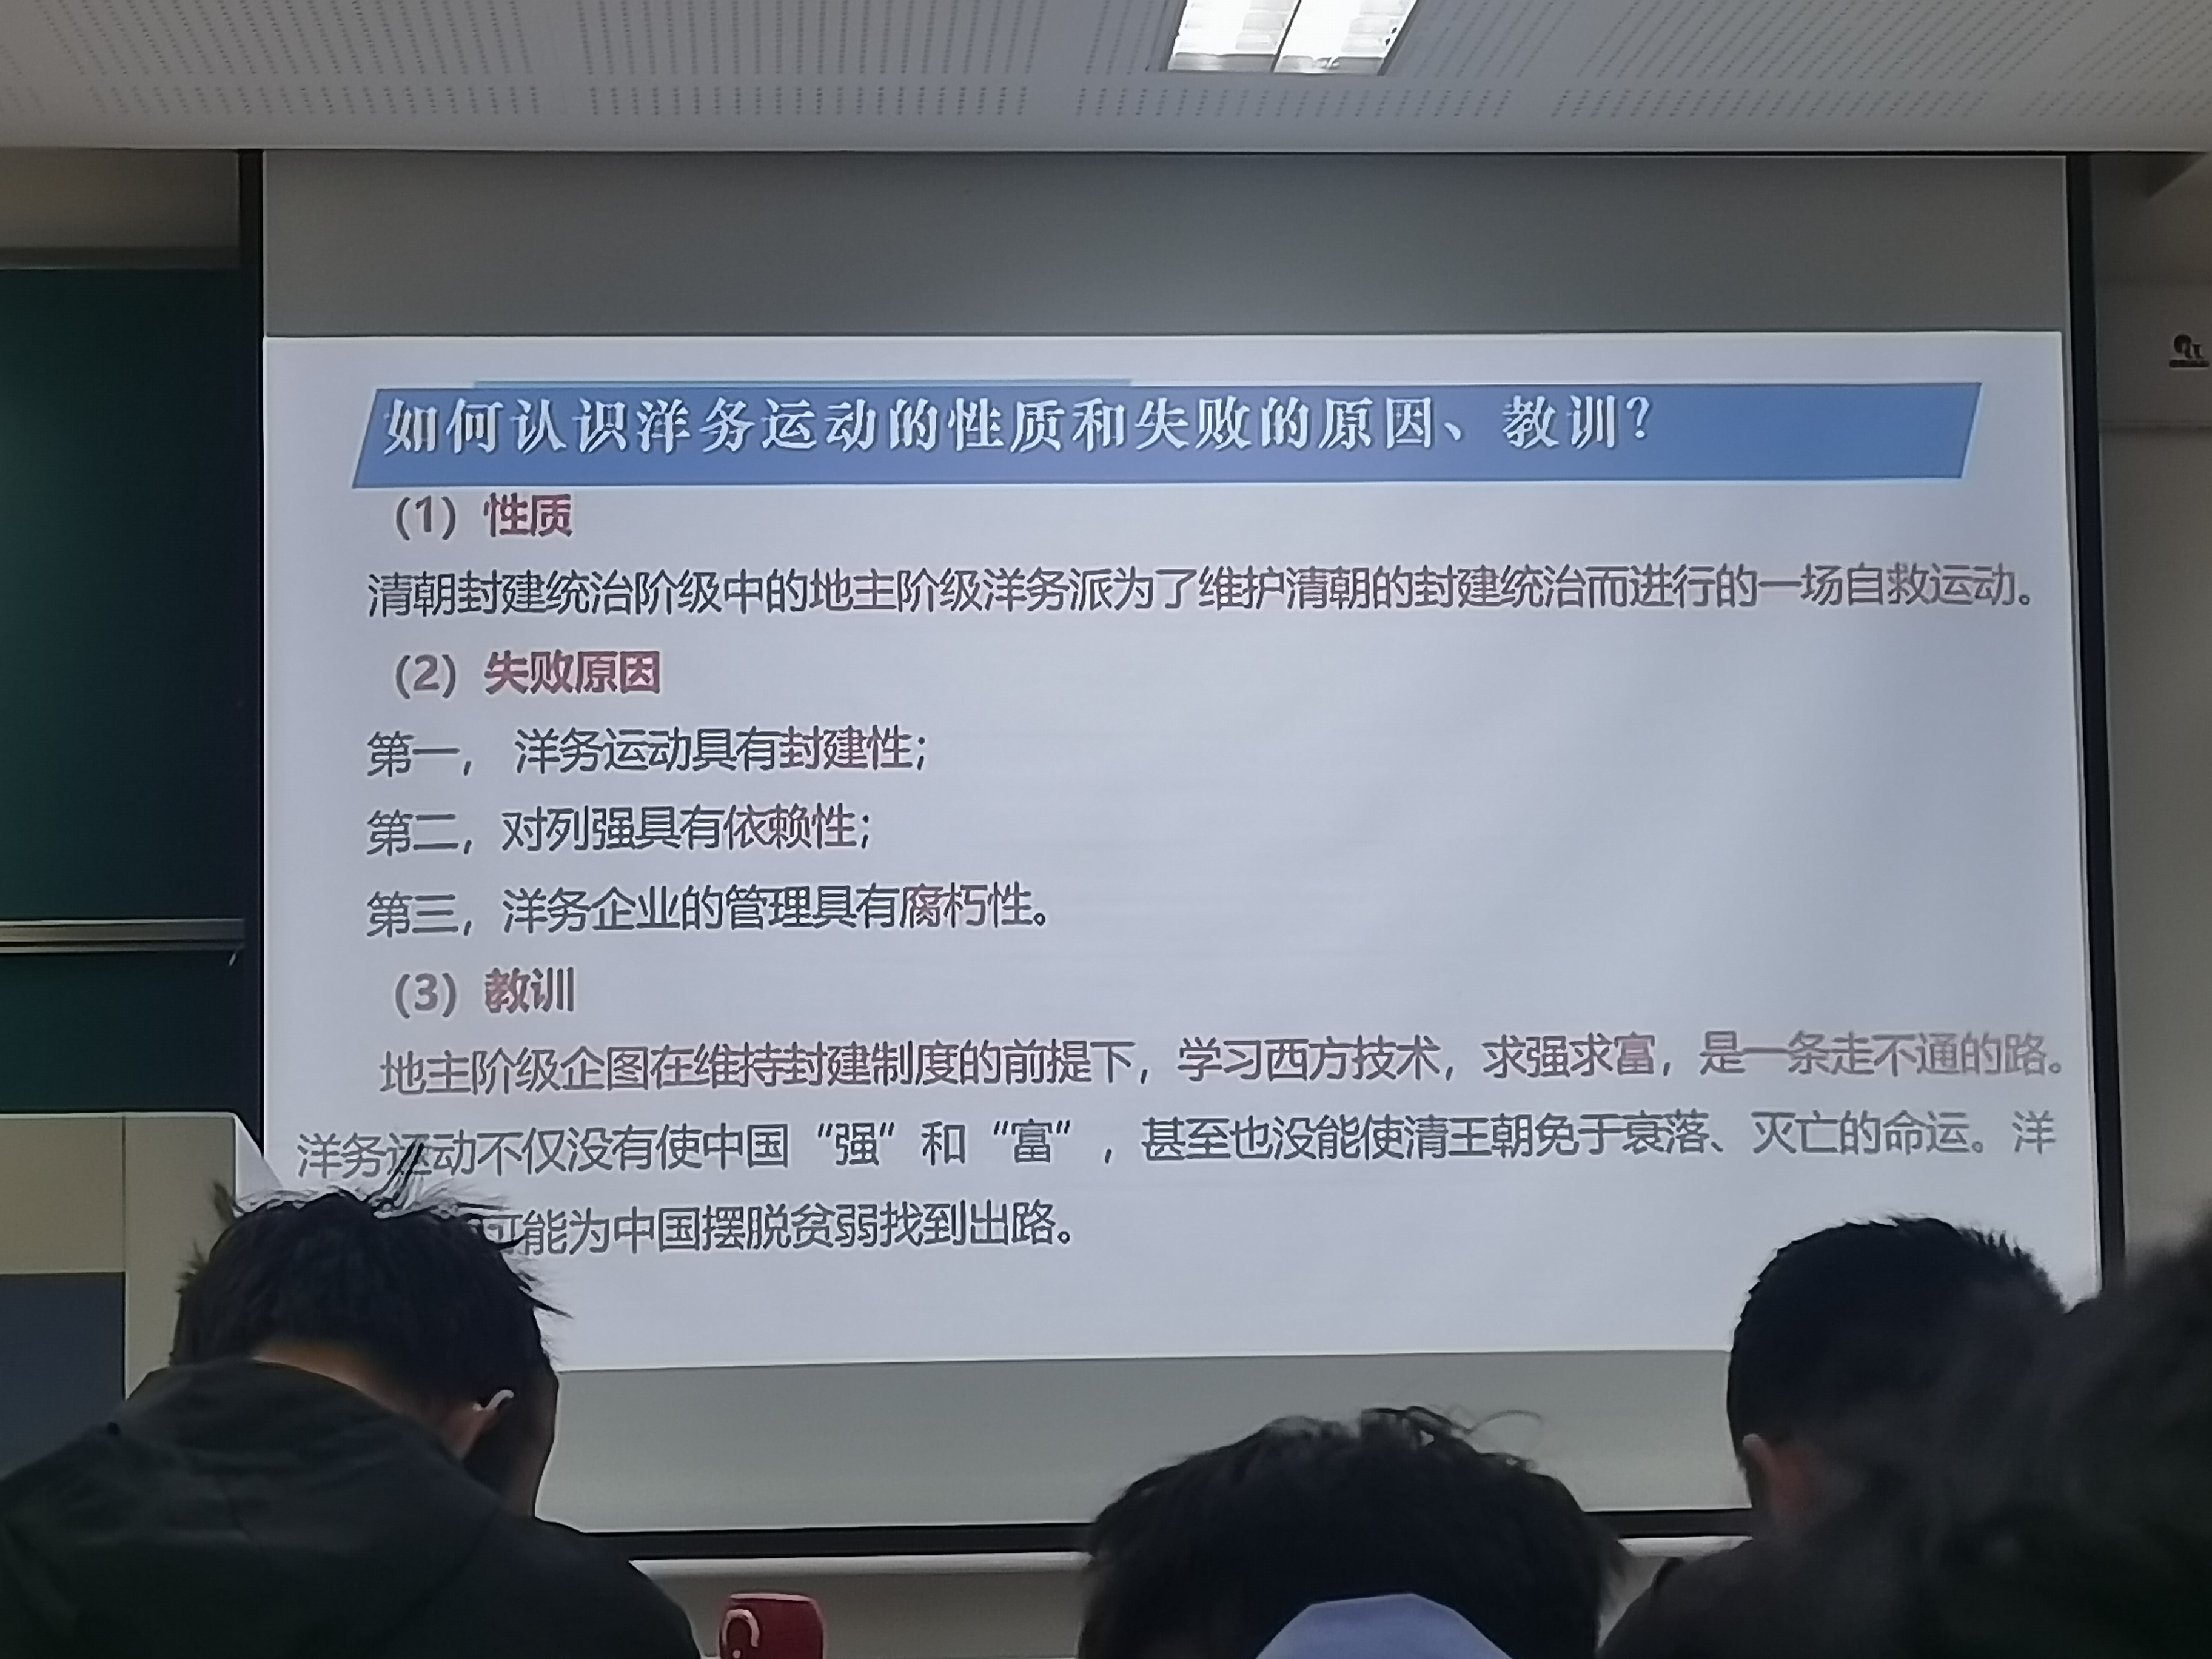 如何认识洋务运动的性质和失败的原因、教训？
（1）性质
清朝封建统治阶级中的地主阶级洋务派为了维护清朝的封建统治而进行的一场自救运动。
（2）失败原因
第一， 洋务运动具有封建性；
第二，对列强具有依赖性；
第三，洋务企业的管理具有腐朽性。
（3）教训
地主阶级企图在维持封建制度的前提下，学习西方技术，求强求富，是一条走不通的路。
洋务运动不仅没有使中国“强”和“富”，甚至也没能使清王朝免于衰落、灭亡的命运。洋
可能为中国摆脱贫弱找到出路。